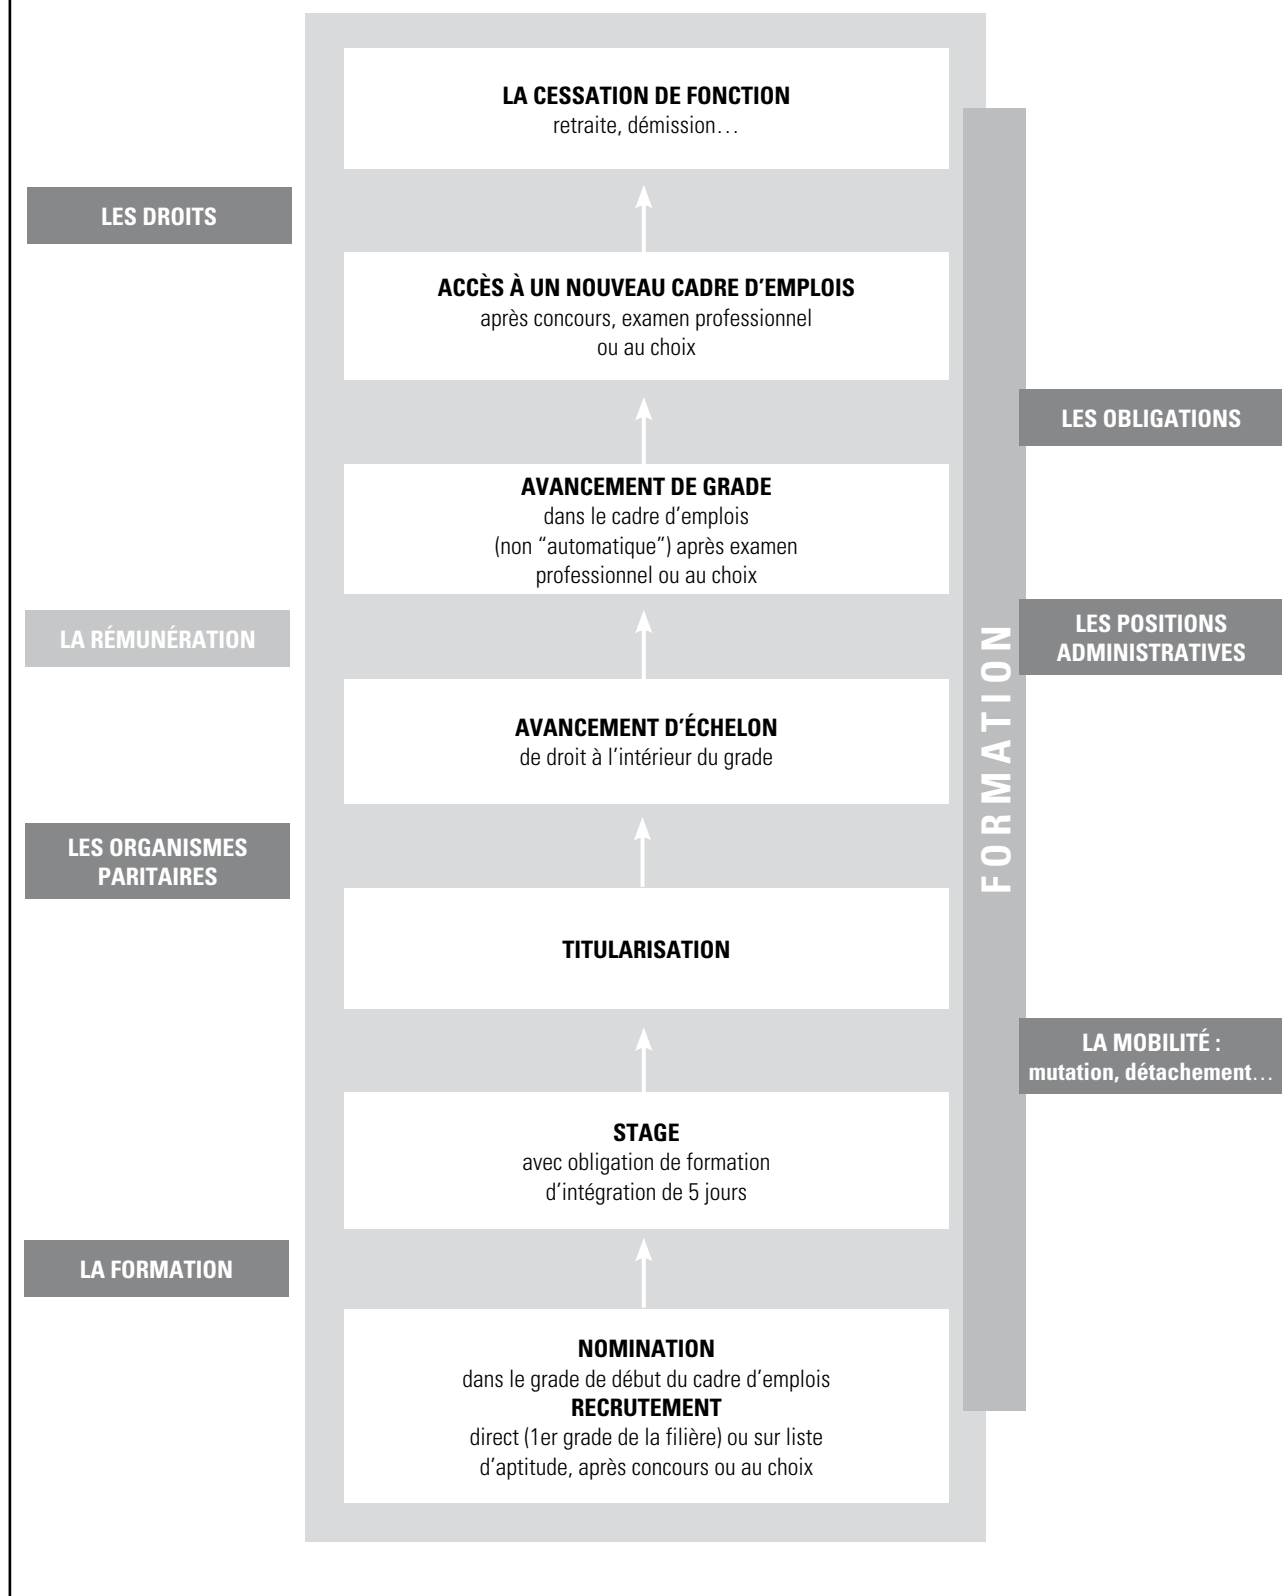 LA CESSATION DE FONCTION
retraite, démission…
LES DROITS
ACCÈS À UN NOUVEAU CADRE D’EMPLOIS
après concours, examen professionnel
ou au choix
LES OBLIGATIONS
AVANCEMENT DE GRADE
dans le cadre d’emplois
(non “automatique”) après examen
professionnel ou au choix
LA RÉMUNÉRATION
LES POSITIONS
ADMINISTRATIVES
FORMATION
AVANCEMENT D’ÉCHELON
de droit à l’intérieur du grade
LES ORGANISMES
PARITAIRES
TITULARISATION
LA MOBILITÉ :
mutation, détachement…
STAGE
avec obligation de formation
d’intégration de 5 jours
LA FORMATION
NOMINATION
dans le grade de début du cadre d’emplois
RECRUTEMENT
direct (1er grade de la filière) ou sur liste
d’aptitude, après concours ou au choix